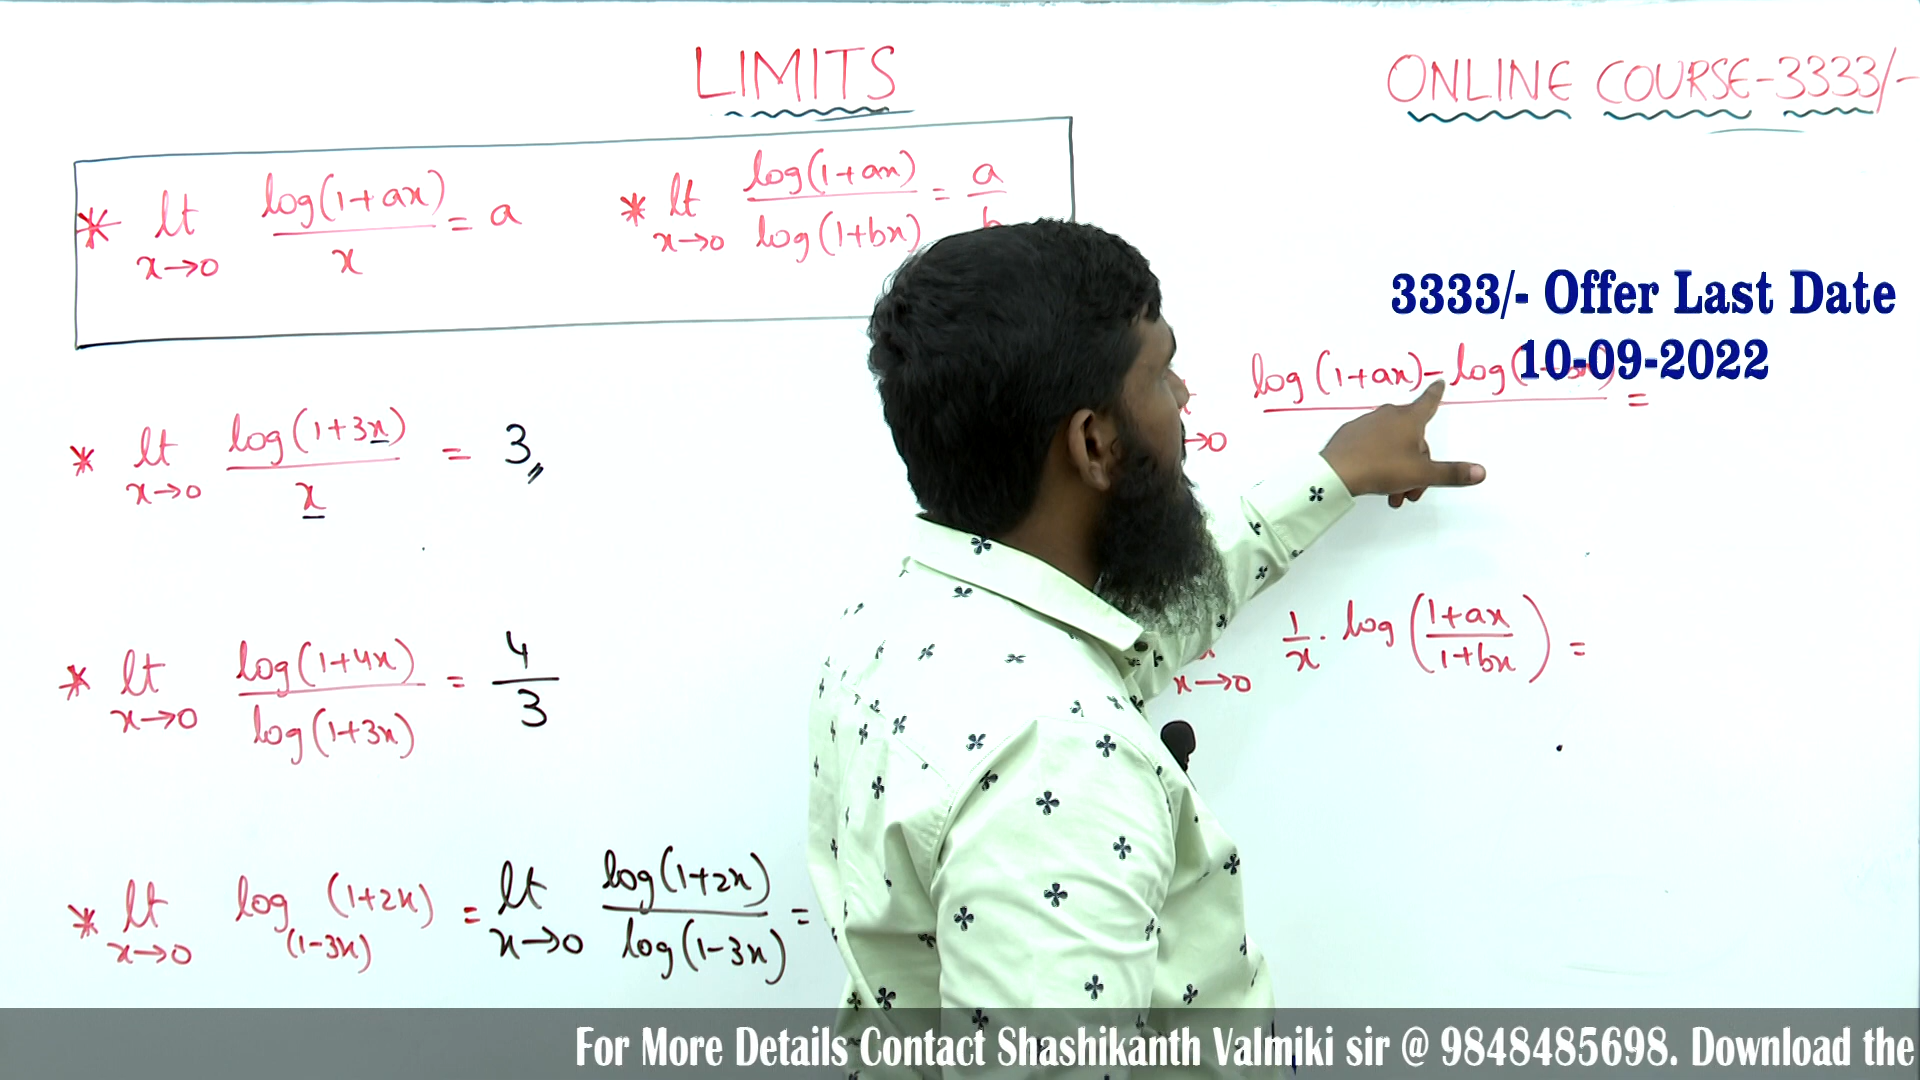 LIMITS
ONLINE COURSE-3333/-
* lt x→0 log(1+ax)/x = a
* lt x→0 log(1+ax)/log(1+bx) = a/b
3333/- Offer Last Date
10-09-2022
→0 log(1+ax)-log( =
* lt x→0 log(1+3x)/x = 3
* lt x→0 log(1+4x)/log(1+3x) = 4/3
x→0 1/x · log((1+ax)/(1+bx)) =
* lt x→0 log(1-3x) (1+2x) = lt x→0 log(1+2x)/log(1-3x) =
For More Details Contact Shashikanth Valmiki sir @ 9848485698. Download the